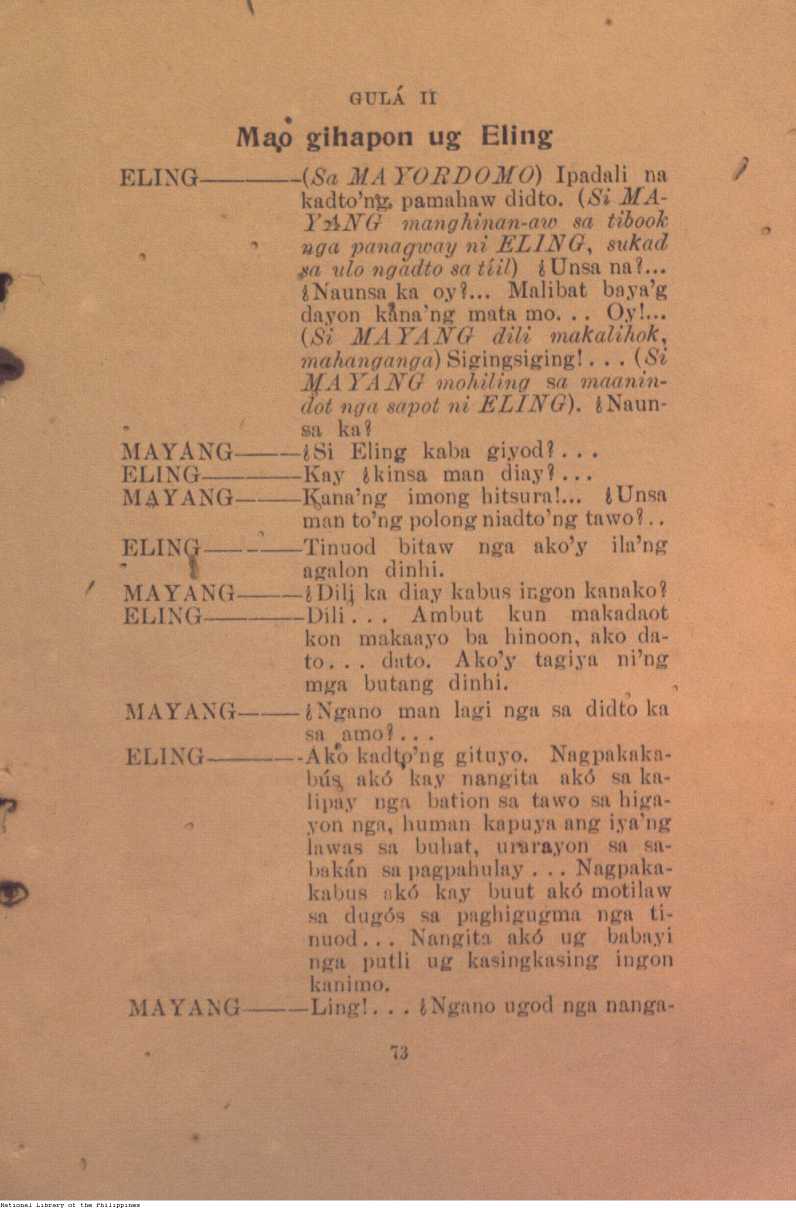 GULÁ II
Mao gihapon ug Eling
ELING————(Sa MAYORDOMO) Ipadali na
kadto'ng pamahaw didto. (Si MA-
YANG manghinan-aw sa tibook
nga panagway ni ELING, sukad
sa ulo ngadto sa tiil) ¿Unsa na?...
¿Naunsa ka oy?... Malibat baya'g
dayon kana'ng mata mo... Oy!...
(Si MAYANG dili makalihok,
mahanganga) Sigingsiging!... (Si
MAYANG mohiling sa maanin-
dot nga sapot ni ELING). ¿Naun-
sa ka?
MAYANG———¿Si Eling kaba giyod?...
ELING————Kay ¿kinsa man diay?...
MAYANG———Kana'ng imong hitsura!... ¿Unsa
man to'ng polong niadto'ng tawo?..
ELING————Tinuod bitaw nga ako'y ila'ng
agalon dinhi.
MAYANG———¿Dili ka diay kabus ingon kanako?
ELING————Dili... Ambut kun makadaot
kon makaayo ba hinoon, ako da-
to... dato. Ako'y tagiya ni'ng
mga butang dinhi.
MAYANG———¿Ngano man lagi nga sa didto ka
sa amo?...
ELING————Ako kadto'ng gituyo. Nagpakaka-
bús akó kay nangita akó sa ka-
lipay nga bation sa tawo sa higa-
yon nga, human kapuya ang iya'ng
lawas sa buhat, ururayon sa sa-
bakán sa pagpahulay... Nagpaka-
kabus akó kay buut akó motilaw
sa dugós sa paghigugma nga ti-
nuod... Nangita akó ug babayi
nga putli ug kasingkasing ingon
kanimo.
MAYANG———Ling!... ¿Ngano ugod nga nanga-
73
National Library of the Philippines